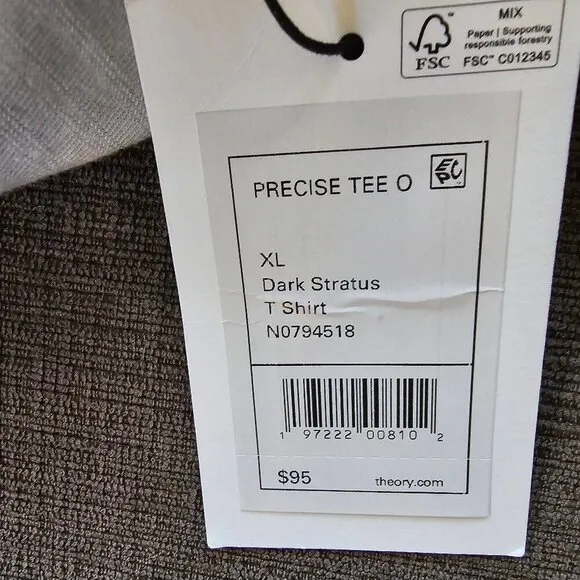 MIX
Paper | Supporting
responsible forestry
FSC
FSC™ C012345
PRECISE TEE O
EPC
XL
Dark Stratus
T Shirt
N0794518
1 97222 00810 2
$95 theory.com